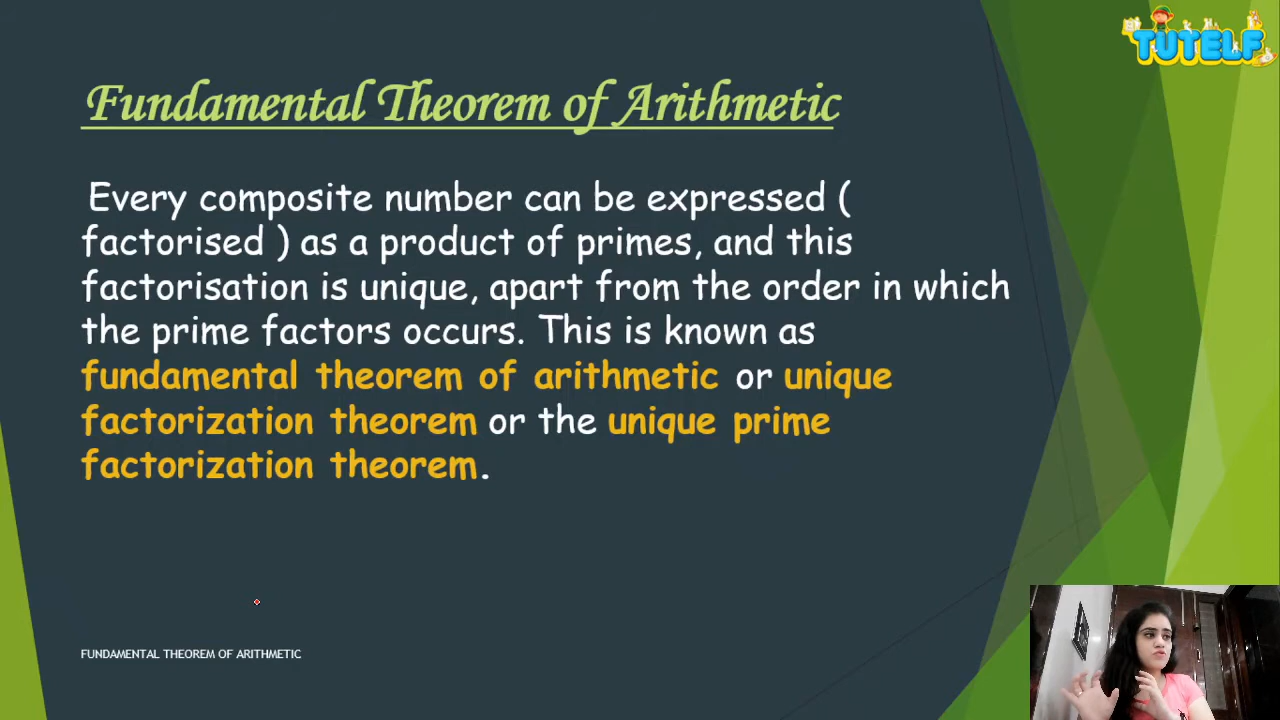 TUTELF
Fundamental Theorem of Arithmetic
Every composite number can be expressed (
factorised ) as a product of primes, and this
factorisation is unique, apart from the order in which
the prime factors occurs. This is known as
fundamental theorem of arithmetic or unique
factorization theorem or the unique prime
factorization theorem.
FUNDAMENTAL THEOREM OF ARITHMETIC